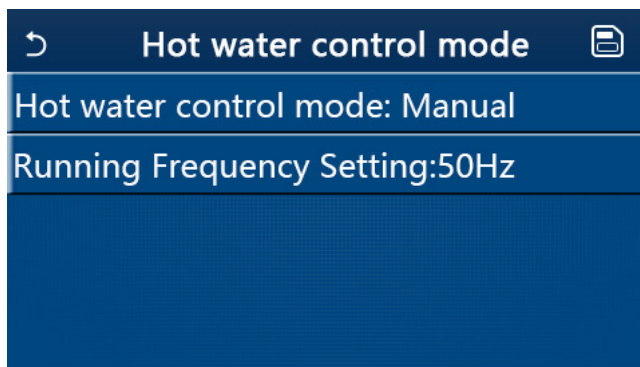 Hot water control mode
Hot water control mode: Manual
Running Frequency Setting:50Hz